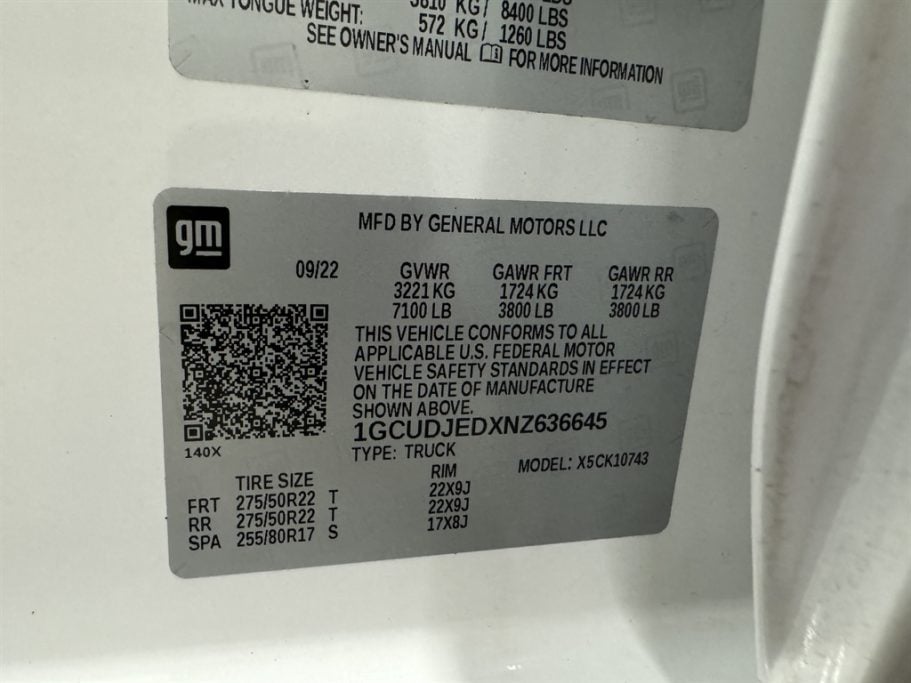 3810 KG/ 8400 LBS
MAX TONGUE WEIGHT: 572 KG/ 1260 LBS
SEE OWNER'S MANUAL FOR MORE INFORMATION
gm
MFD BY GENERAL MOTORS LLC
09/22 GVWR GAWR FRT GAWR RR
3221 KG 1724 KG 1724 KG
7100 LB 3800 LB 3800 LB
THIS VEHICLE CONFORMS TO ALL
APPLICABLE U.S. FEDERAL MOTOR
VEHICLE SAFETY STANDARDS IN EFFECT
ON THE DATE OF MANUFACTURE
SHOWN ABOVE.
1GCUDJEDXNZ636645
140X
TYPE: TRUCK MODEL: X5CK10743
TIRE SIZE RIM
FRT 275/50R22 T 22X9J
RR 275/50R22 T 22X9J
SPA 255/80R17 S 17X8J